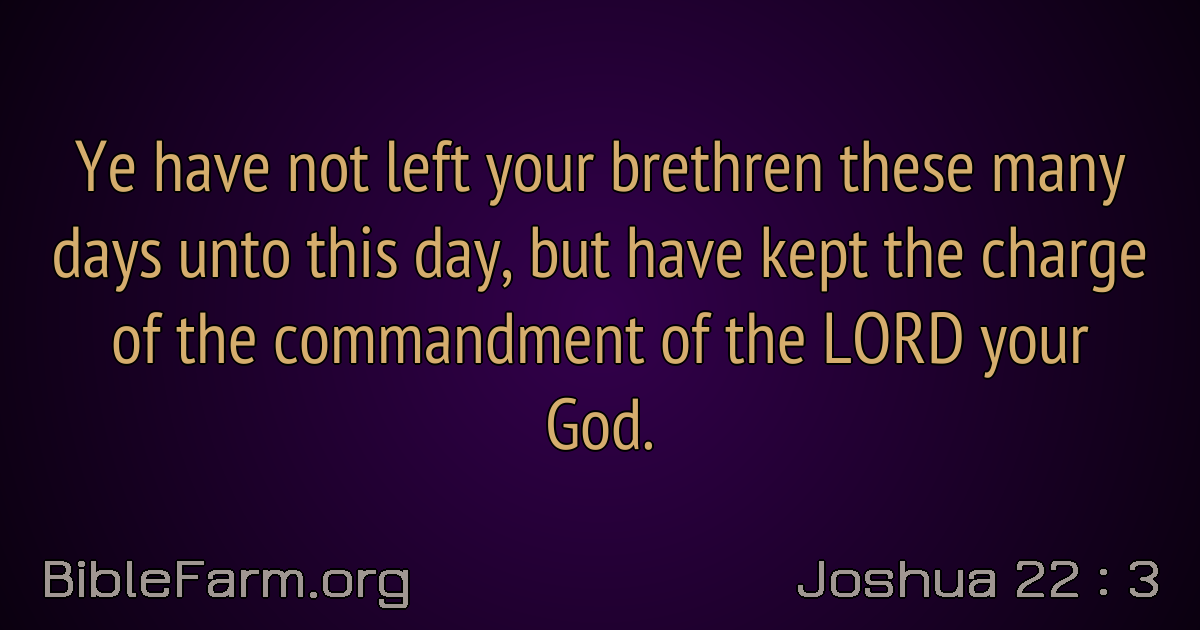 Ye have not left your brethren these many
days unto this day, but have kept the charge
of the commandment of the LORD your
God.
BibleFarm.org
Joshua 22 : 3